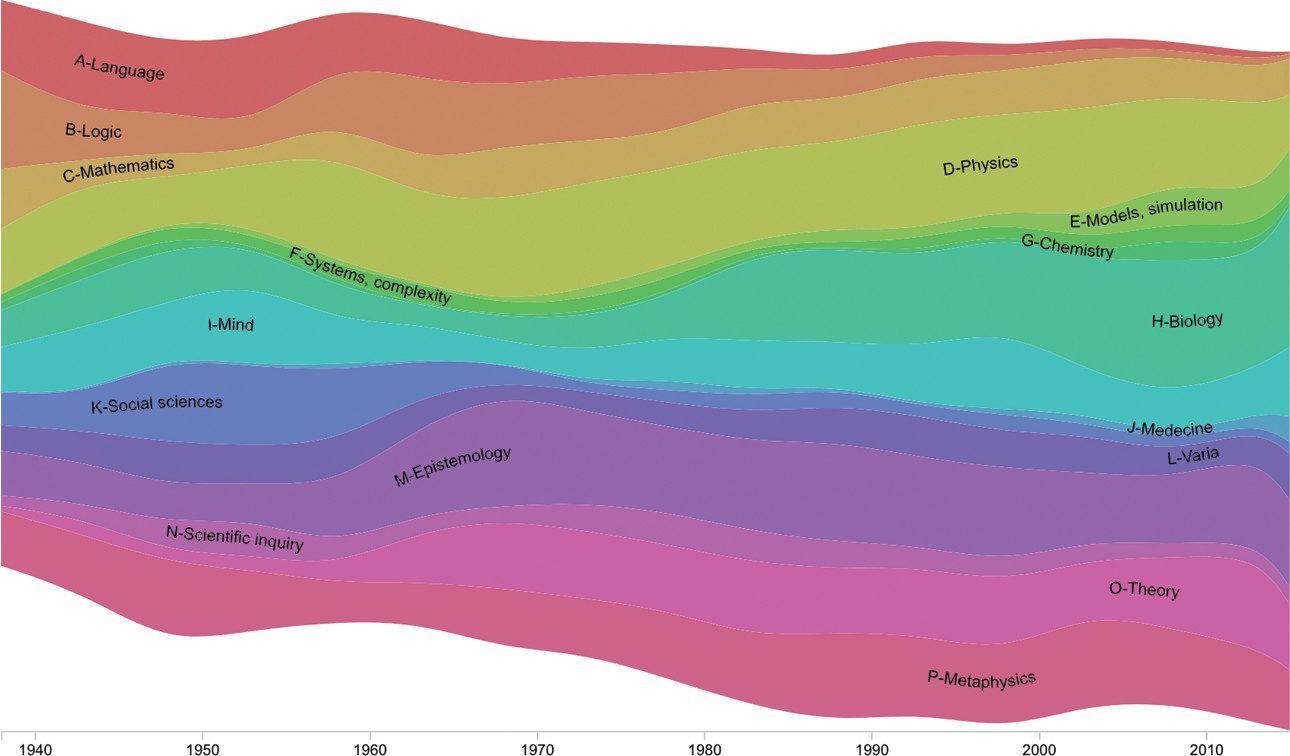 A-Language
B-Logic
C-Mathematics
D-Physics
E-Models, simulation
F-Systems, complexity
G-Chemistry
H-Biology
I-Mind
K-Social sciences
J-Medecine
L-Varia
M-Epistemology
N-Scientific inquiry
O-Theory
P-Metaphysics
1940 1950 1960 1970 1980 1990 2000 2010